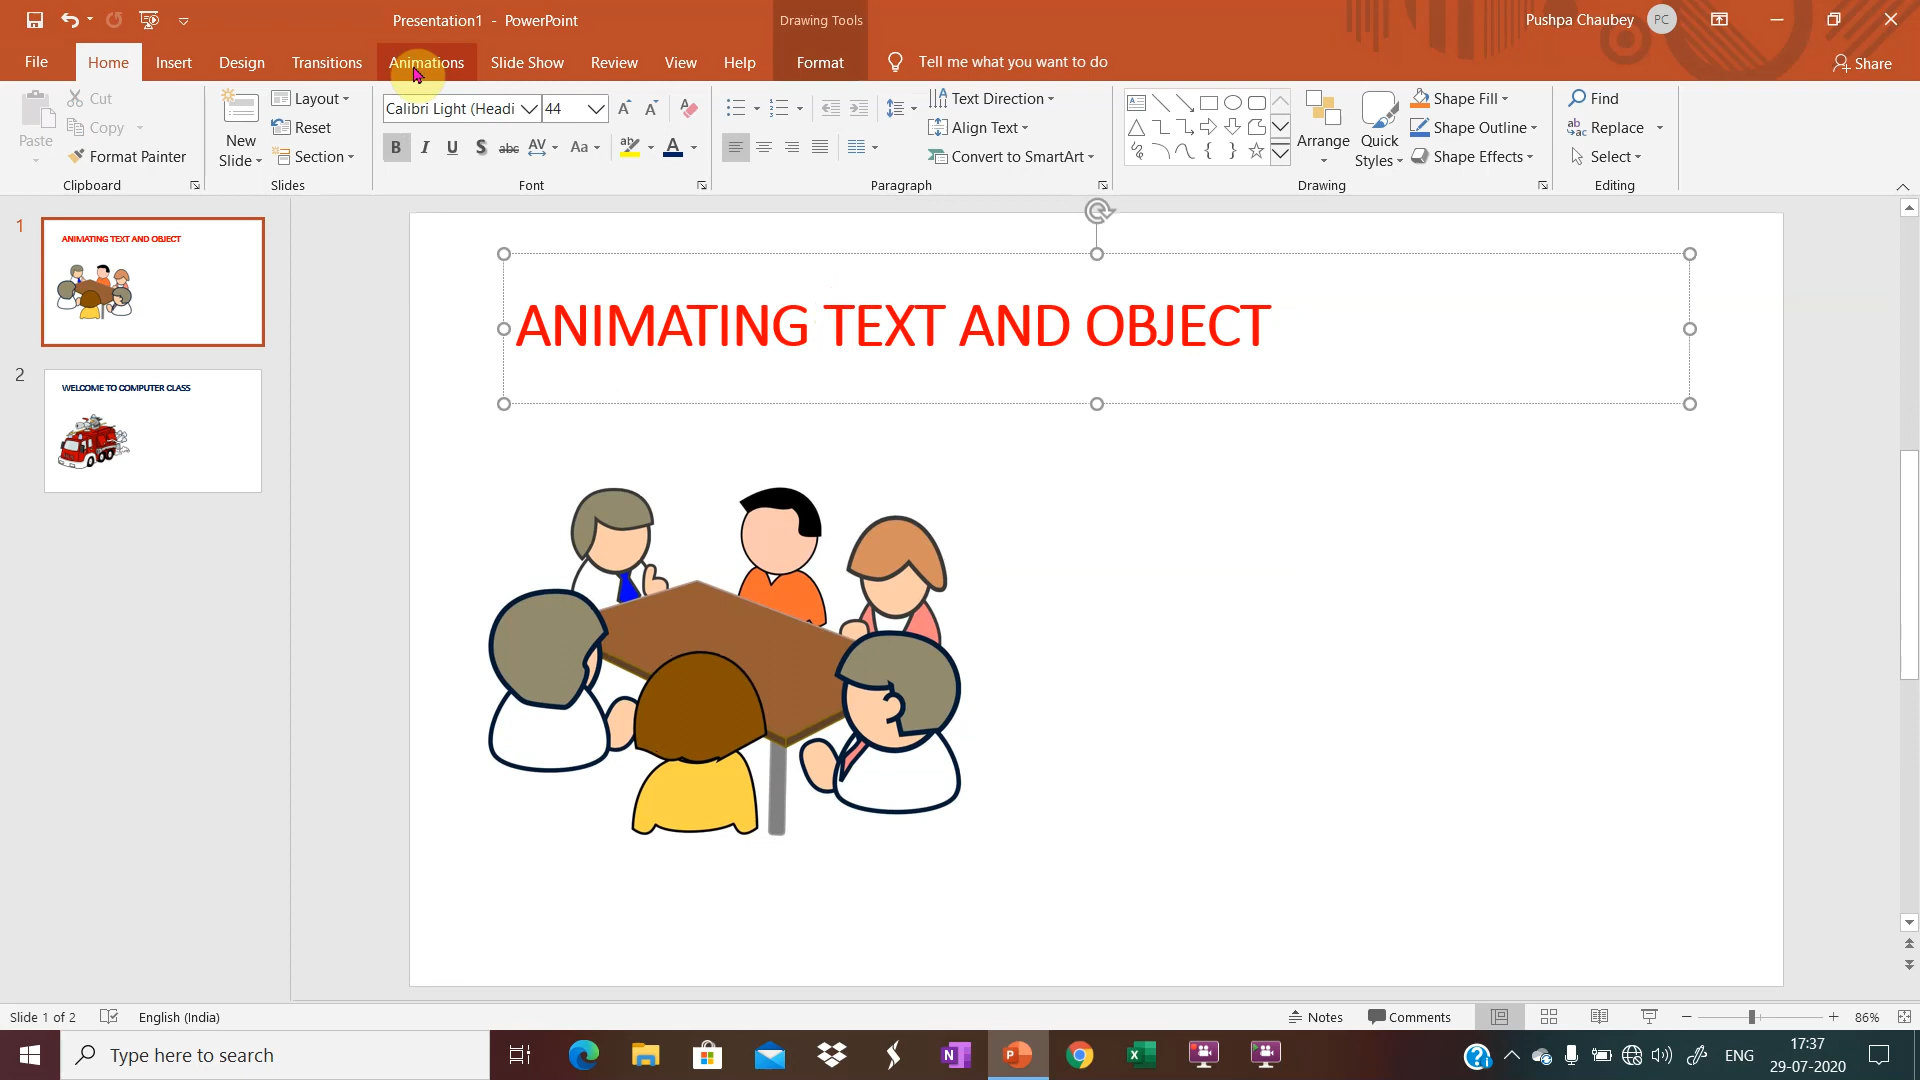 Presentation1 - PowerPoint
Drawing Tools
Pushpa Chaubey
PC
File
Home
Insert
Design
Transitions
Animations
Slide Show
Review
View
Help
Format
Tell me what you want to do
Share
Paste
Cut
Copy
Format Painter
Clipboard
New Slide
Layout
Reset
Section
Slides
Calibri Light (Headi
44
B I U S abc AV Aa A
Font
Text Direction
Align Text
Convert to SmartArt
Paragraph
Arrange
Quick Styles
Shape Fill
Shape Outline
Shape Effects
Drawing
Find
Replace
Select
Editing
1
ANIMATING TEXT AND OBJECT
2
WELCOME TO COMPUTER CLASS
ANIMATING TEXT AND OBJECT
Slide 1 of 2
English (India)
Notes
Comments
86%
Type here to search
ENG
17:37
29-07-2020